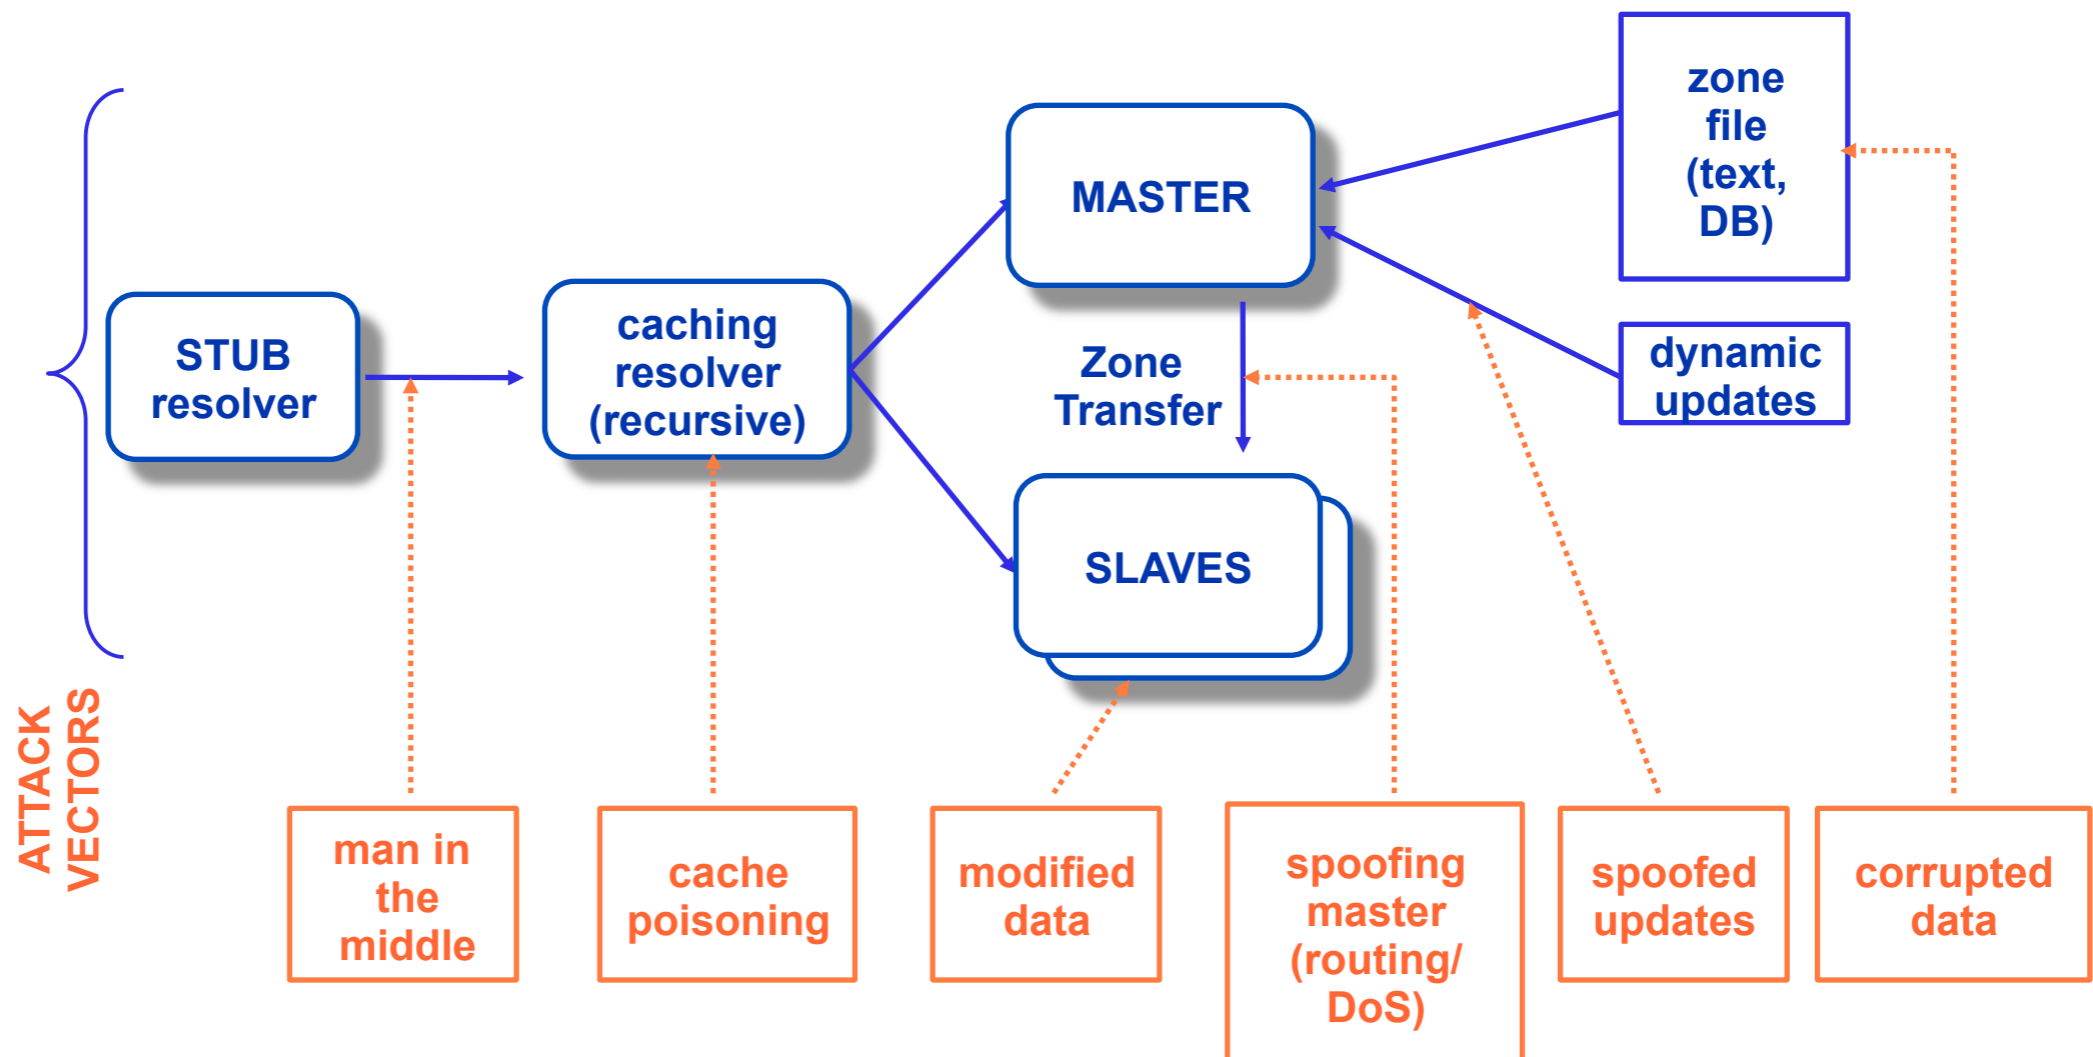 zone
file
(text,
DB)
MASTER
STUB
resolver
caching
resolver
(recursive)
Zone
Transfer
dynamic
updates
SLAVES
ATTACK
VECTORS
man in
the
middle
cache
poisoning
modified
data
spoofing
master
(routing/
DoS)
spoofed
updates
corrupted
data